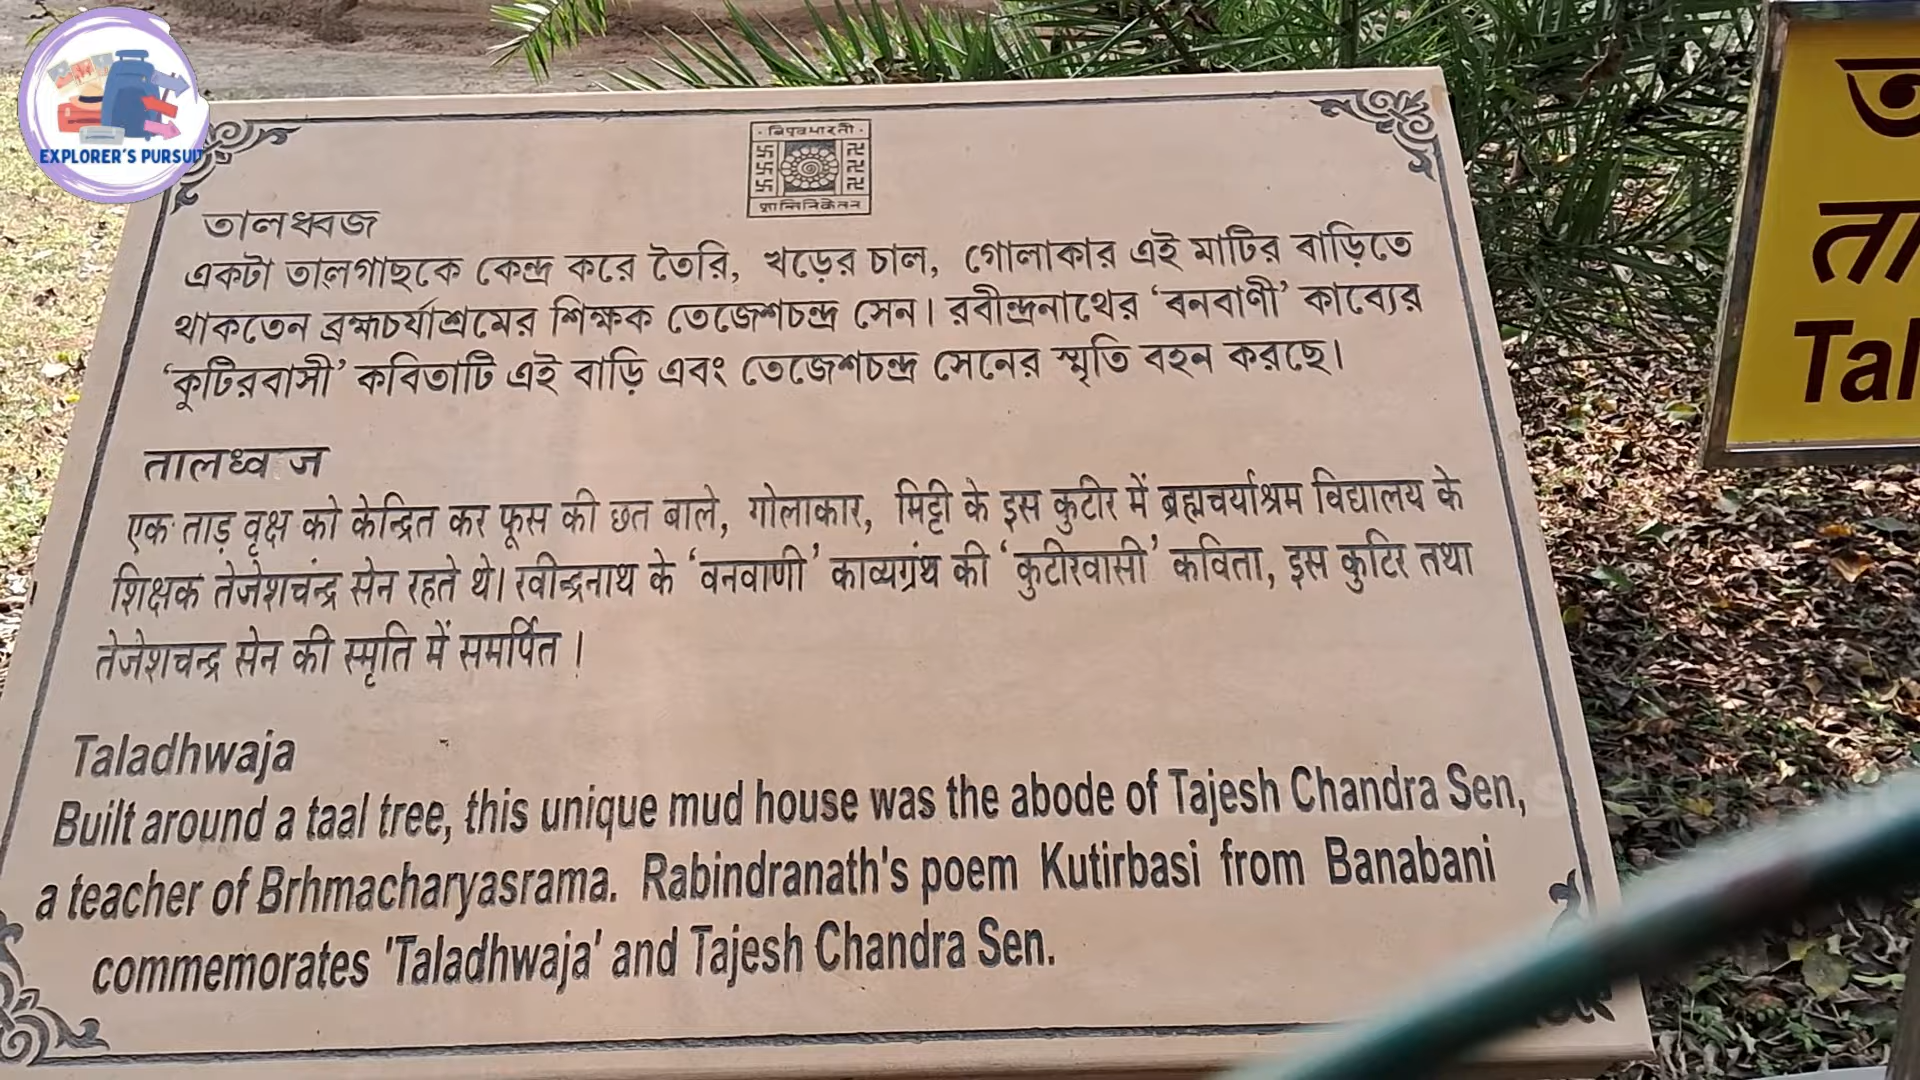 EXPLORER'S PURSUIT
তালধ্বজ
একটা তালগাছকে কেন্দ্র করে তৈরি, খড়ের চাল, গোলাকার এই মাটির বাড়িতে
থাকতেন ব্রহ্মচর্যাশ্রমের শিক্ষক তেজেশচন্দ্র সেন। রবীন্দ্রনাথের ‘বনবাণী’ কাব্যের
‘কুটিরবাসী’ কবিতাটি এই বাড়ি এবং তেজেশচন্দ্র সেনের স্মৃতি বহন করছে।
तालध्वज
एक ताड़ वृक्ष को केन्द्रित कर फूस की छत बाले, गोलाकार, मिट्टी के इस कुटीर में ब्रह्मचर्याश्रम विद्यालय के
शिक्षक तेजेशचंन्द्र सेन रहते थे। रवीन्द्रनाथ के ‘वनवाणी’ काव्यग्रंथ की ‘कुटीरवासी’ कविता, इस कुटिर तथा
तेजेशचन्द्र सेन की स्मृति में समर्पित।
Taladhwaja
Built around a taal tree, this unique mud house was the abode of Tajesh Chandra Sen,
a teacher of Brhmacharyasrama. Rabindranath's poem Kutirbasi from Banabani
commemorates 'Taladhwaja' and Tajesh Chandra Sen.
Tal